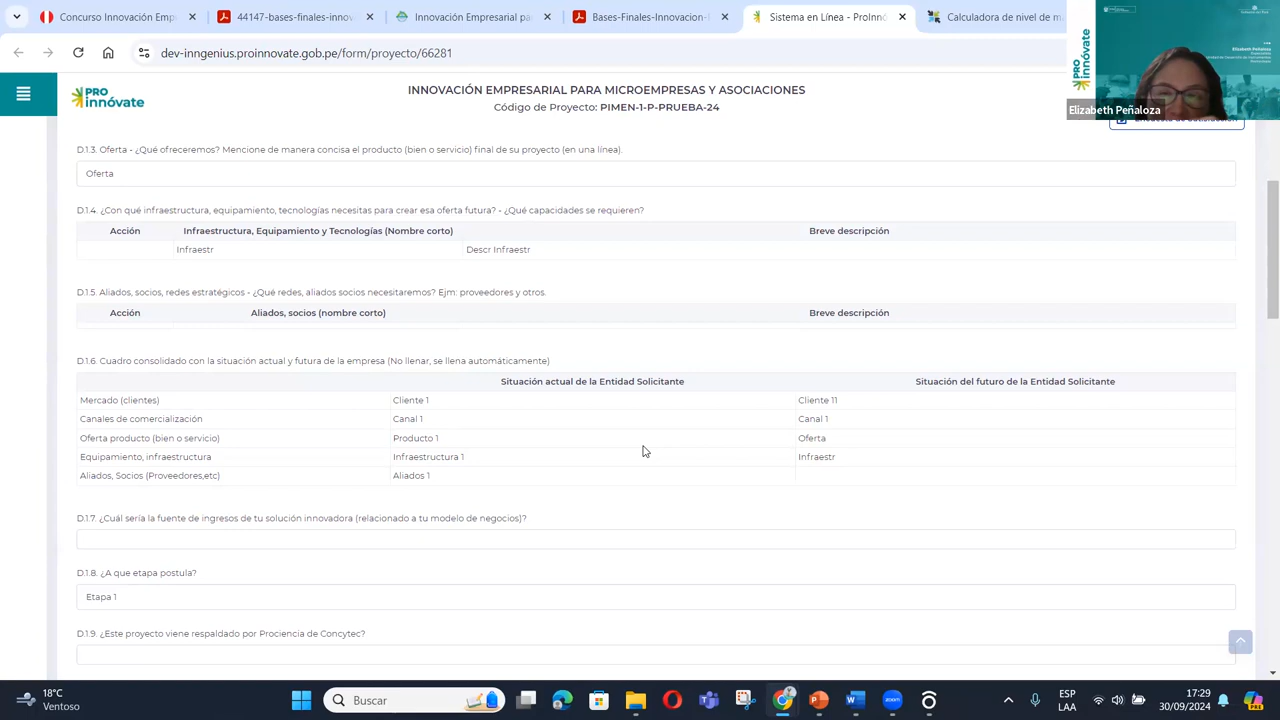 Concurso Innovación Emp
44147-bases-finales-innov
Innovación Empresarial pa
Bases-Finales-Innovacion-I
Sistema en Línea - ProInn
Calculadora de nivel de m
dev-inngenius.proinnovate.gob.pe/form/proyecto/66281
PRO innóvate
INNOVACIÓN EMPRESARIAL PARA MICROEMPRESAS Y ASOCIACIONES
Código de Proyecto: PIMEN-1-P-PRUEBA-24
PRO innóvate
Elizabeth Peñaloza
Elizabeth Peñaloza
D.1.3. Oferta - ¿Qué ofreceremos? Mencione de manera concisa el producto (bien o servicio) final de su proyecto (en una línea).
Oferta
D.1.4. ¿Con qué infraestructura, equipamiento, tecnologías necesitas para crear esa oferta futura? - ¿Qué capacidades se requieren?
Acción Infraestructura, Equipamiento y Tecnologías (Nombre corto) Breve descripción
Infraestr Descr Infraestr
D.1.5. Aliados, socios, redes estratégicos - ¿Qué redes, aliados socios necesitaremos? Ejm: proveedores y otros.
Acción Aliados, socios (nombre corto) Breve descripción
D.1.6. Cuadro consolidado con la situación actual y futura de la empresa (No llenar, se llena automáticamente)
Situación actual de la Entidad Solicitante Situación del futuro de la Entidad Solicitante
Mercado (clientes) Cliente 1 Cliente 11
Canales de comercialización Canal 1 Canal 1
Oferta producto (bien o servicio) Producto 1 Oferta
Equipamiento, infraestructura Infraestructura 1 Infraestr
Aliados, Socios (Proveedores,etc) Aliados 1
D.1.7. ¿Cuál sería la fuente de ingresos de tu solución innovadora (relacionado a tu modelo de negocios)?
D.1.8. ¿A que etapa postula?
Etapa 1
D.1.9. ¿Este proyecto viene respaldado por Prociencia de Concytec?
18°C
Ventoso
Buscar
ESP
LAA
17:29
30/09/2024